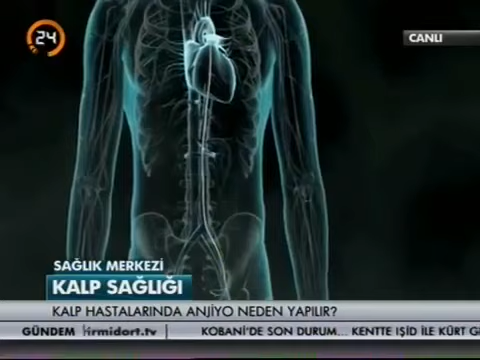 24
CANLI
SAĞLIK MERKEZİ
KALP SAĞLIĞI
KALP HASTALARINDA ANJİYO NEDEN YAPILIR?
GÜNDEM yirmidort.tv KOBANİ'DE SON DURUM... KENTTE IŞİD İLE KÜRT G